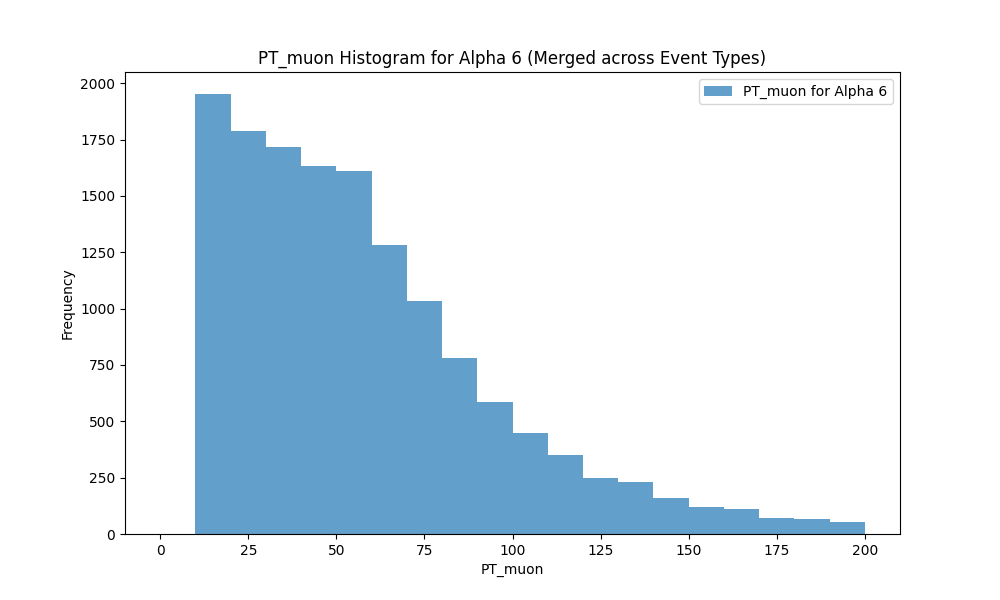 PT_muon Histogram for Alpha 6 (Merged across Event Types)
PT_muon for Alpha 6
2000
1750
1500
1250
1000
750
500
250
0
Frequency
0 25 50 75 100 125 150 175 200
PT_muon